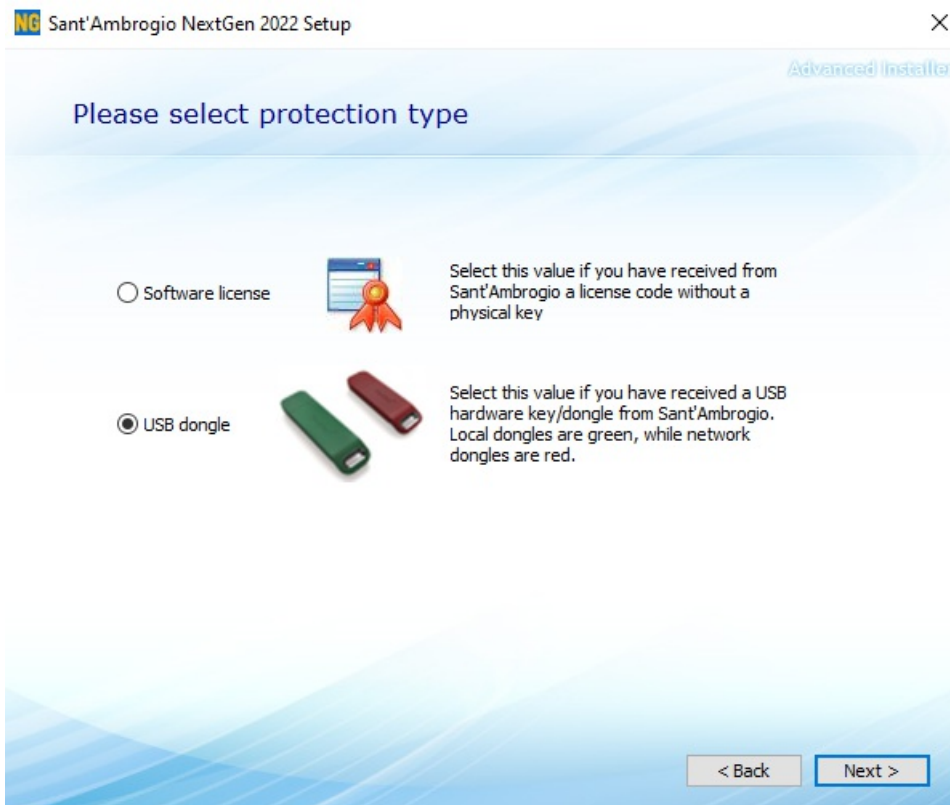 NG Sant'Ambrogio NextGen 2022 Setup
Advanced Installer
Please select protection type
Software license
Select this value if you have received from
Sant'Ambrogio a license code without a
physical key
USB dongle
Select this value if you have received a USB
hardware key/dongle from Sant'Ambrogio.
Local dongles are green, while network
dongles are red.
< Back
Next >